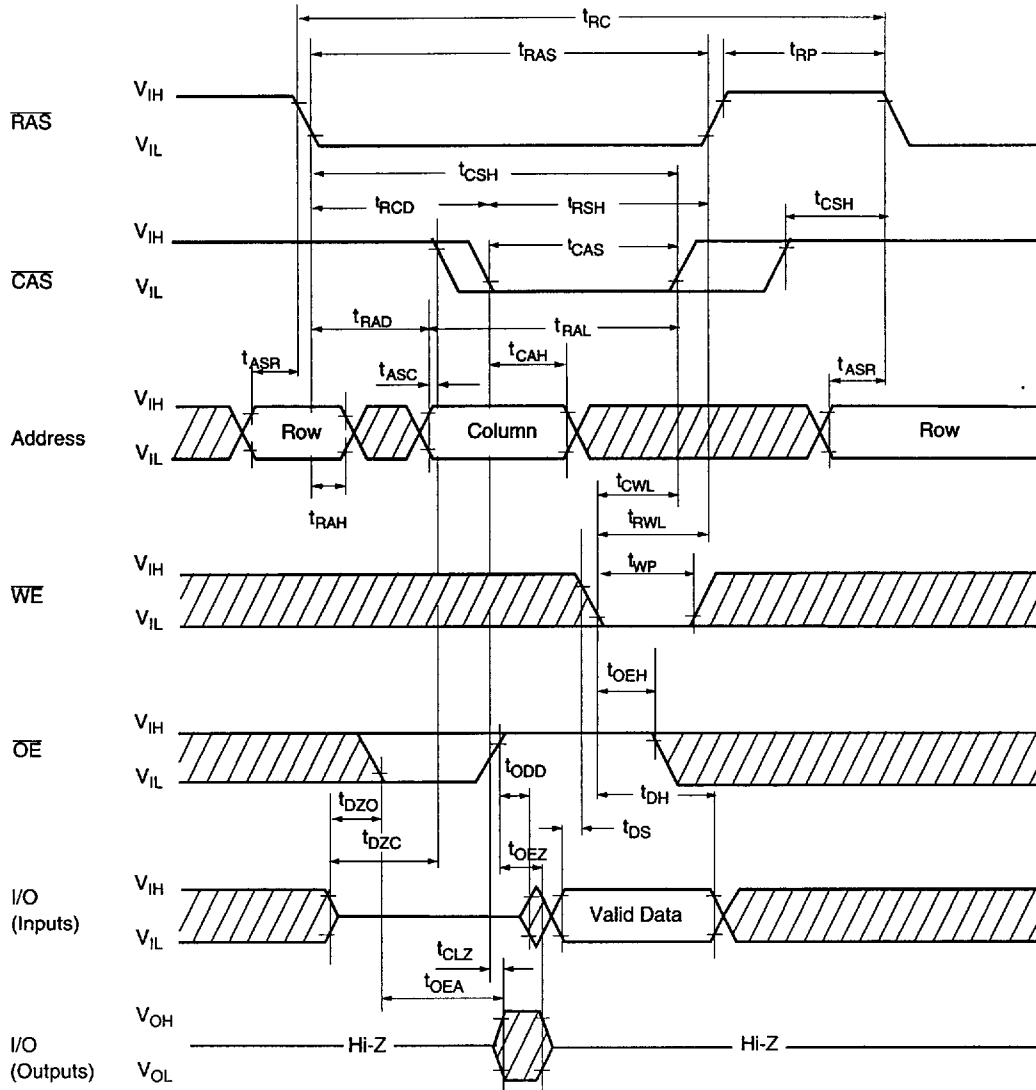 tRC
tRAS
tRP
VIH
RAS
VIL
tCSH
tRCD
tRSH
tCSH
VIH
tCAS
CAS
VIL
tRAD
tRAL
tASR
tASC
tCAH
tASR
VIH
Address
Row
Column
Row
VIL
tRAH
tCWL
tRWL
VIH
tWP
WE
VIL
tOEH
VIH
OE
VIL
tODD
tDZO
tDH
tDZC
tOEZ
tDS
VIH
I/O
(Inputs)
Valid Data
VIL
tCLZ
tOEA
VOH
I/O
(Outputs)
Hi-Z
Hi-Z
VOL